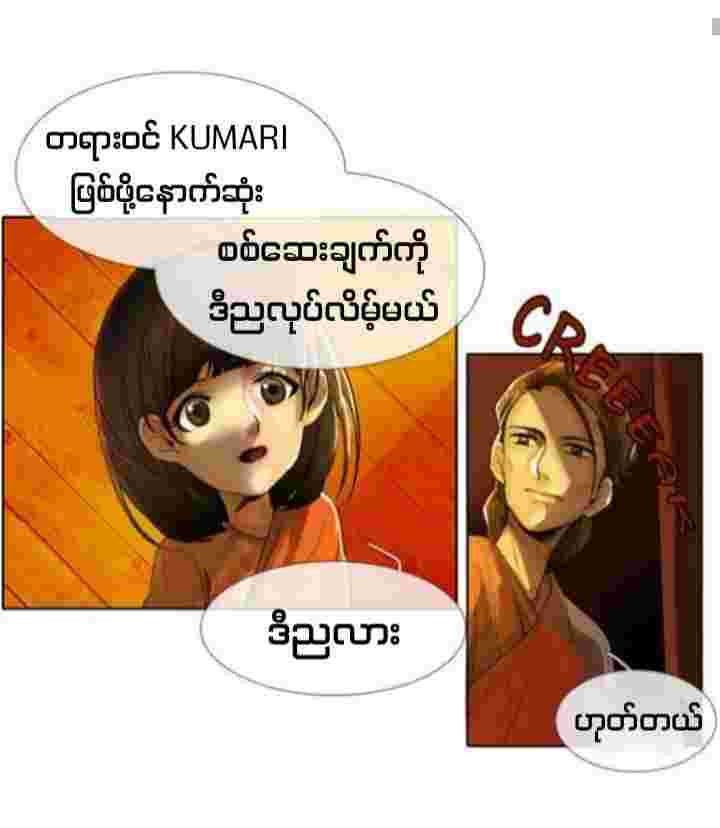 တရားဝင် KUMARI
ဖြစ်ဖို့နောက်ဆုံး
စစ်ဆေးချက်ကို
ဒီညလုပ်လိမ့်မယ်
CREEEERK
ဒီညလား
ဟုတ်တယ်